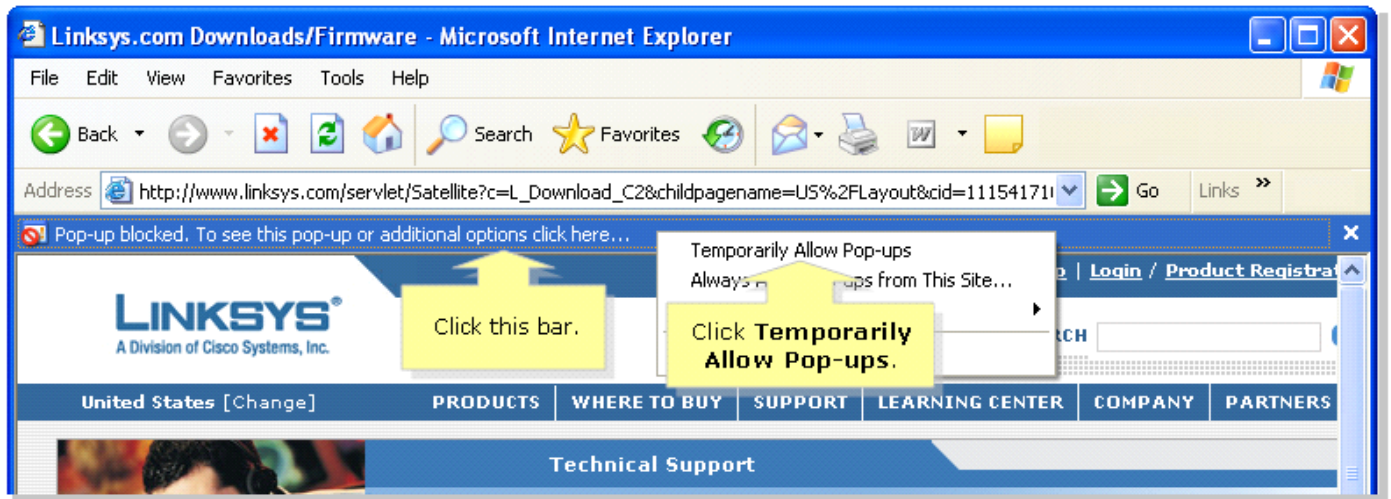 Linksys.com Downloads/Firmware - Microsoft Internet Explorer
File Edit View Favorites Tools Help
Back Search Favorites
Address http://www.linksys.com/servlet/Satellite?c=L_Download_C2&childpagename=US%2FLayout&cid=11154171 Go Links »
Pop-up blocked. To see this pop-up or additional options click here...
Temporarily Allow Pop-ups
Always ups from This Site...
| Login / Product Registrat
LINKSYS®
A Division of Cisco Systems, Inc.
Click this bar.
Click Temporarily
Allow Pop-ups.
RCH
United States [Change] PRODUCTS WHERE TO BUY SUPPORT LEARNING CENTER COMPANY PARTNERS
Technical Support